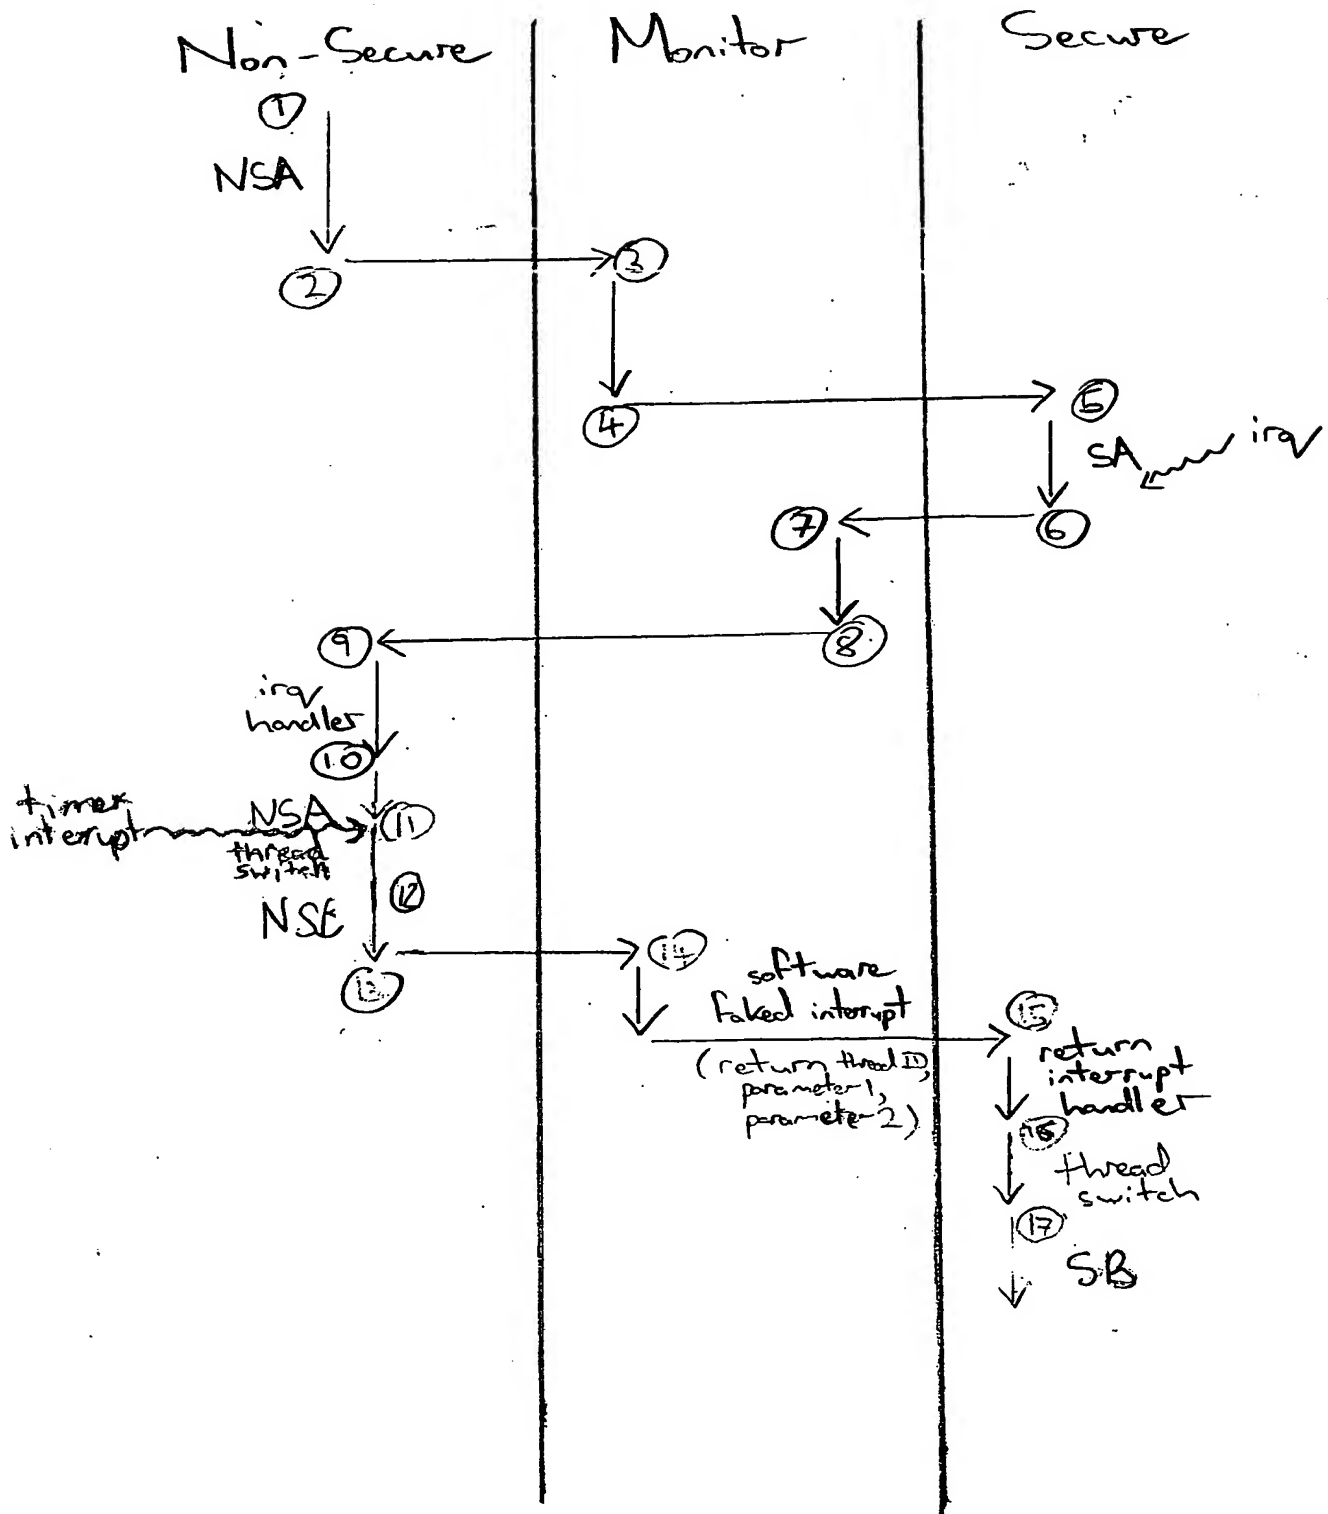 Non-Secure Monitor Secure
1
NSA
2
3
4
5
SA
irq
6
7
8
9
irq
handler
10
timer
interrupt
NSA
11
thread
switch
12
NSE
13
14
software
faked interrupt
(return thread ID,
parameter 1,
parameter 2)
15
return
interrupt
handler
16
thread
switch
17
SB